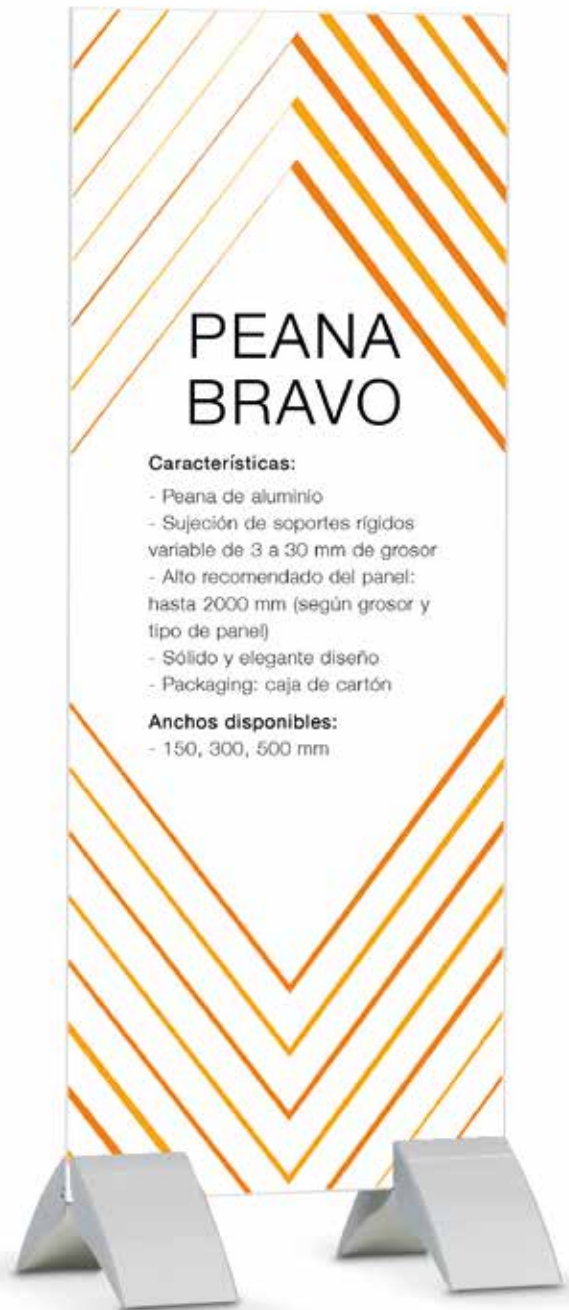 PEANA
BRAVO
Características:
- Peana de aluminio
- Sujeción de soportes rígidos
variable de 3 a 30 mm de grosor
- Alto recomendado del panel:
hasta 2000 mm (según grosor y
tipo de panel)
- Sólido y elegante diseño
- Packaging: caja de cartón
Anchos disponibles:
- 150, 300, 500 mm